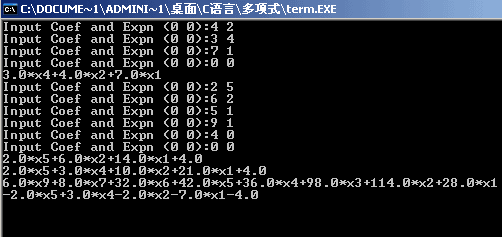 C:\DOCUME~1\ADMINI~1\桌面\C语言\多项式\term.EXE
Input Coef and Expn (0 0):4 2
Input Coef and Expn (0 0):3 4
Input Coef and Expn (0 0):7 1
Input Coef and Expn (0 0):0 0
3.0*x4+4.0*x2+7.0*x1
Input Coef and Expn (0 0):2 5
Input Coef and Expn (0 0):6 2
Input Coef and Expn (0 0):5 1
Input Coef and Expn (0 0):9 1
Input Coef and Expn (0 0):4 0
Input Coef and Expn (0 0):0 0
2.0*x5+6.0*x2+14.0*x1+4.0
2.0*x5+3.0*x4+10.0*x2+21.0*x1+4.0
6.0*x9+8.0*x7+32.0*x6+42.0*x5+36.0*x4+98.0*x3+114.0*x2+28.0*x1
-2.0*x5+3.0*x4-2.0*x2-7.0*x1-4.0